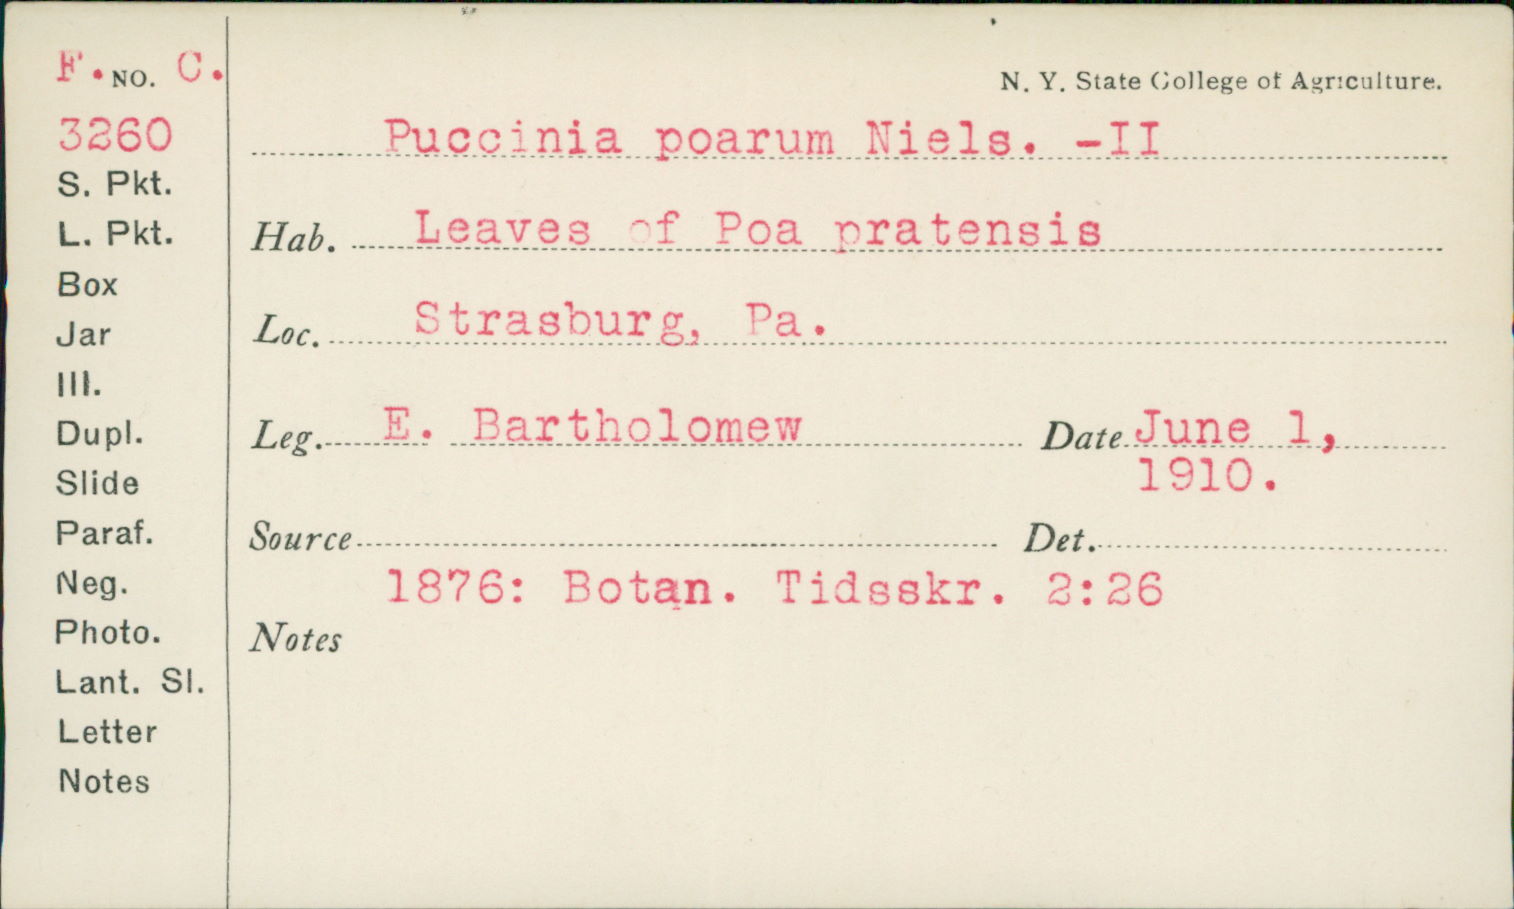 F. NO. C.
3260
S. Pkt.
L. Pkt.
Box
Jar
Ill.
Dupl.
Slide
Paraf.
Neg.
Photo.
Lant. Sl.
Letter
Notes
N. Y. State College of Agriculture.
Puccinia poarum Niels. -II
Hab. Leaves of Poa pratensis
Loc. Strasburg, Pa.
Leg. E. Bartholomew Date June 1,
1910.
Source Det.
1876: Botan. Tidsskr. 2:26
Notes